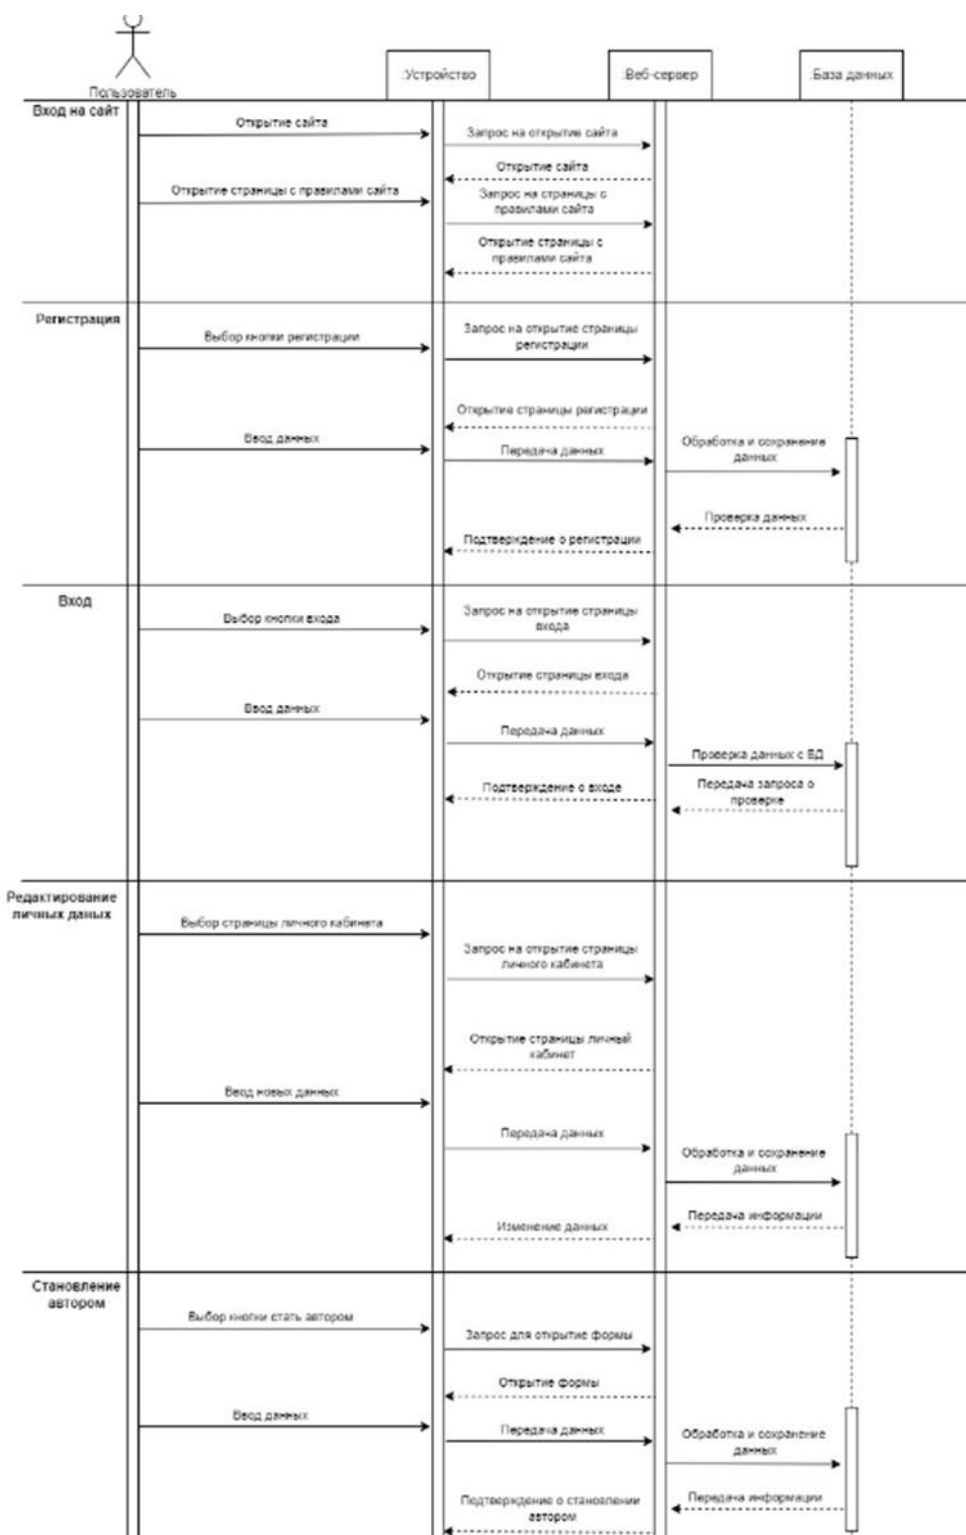 Пользователь
:Устройство
:Веб-сервер
:База данных
Вход на сайт
Открытие сайта
Запрос на открытие сайта
Открытие сайта
Открытие страницы с правилами сайта
Запрос на страницы с
правилами сайта
Открытие страницы с
правилами сайта
Регистрация
Выбор кнопки регистрации
Запрос на открытие страницы
регистрации
Открытие страницы регистрации
Ввод данных
Передача данных
Обработка и сохранение
данных
Проверка данных
Подтверждение о регистрации
Вход
Выбор кнопки входа
Запрос на открытие страницы
входа
Открытие страницы входа
Ввод данных
Передача данных
Проверка данных с БД
Подтверждение о входе
Передача запроса о
проверке
Редактирование
личных даных
Выбор страницы личного кабинета
Запрос на открытие страницы
личного кабинета
Открытие страницы личный
кабинет
Ввод новых данных
Передача данных
Обработка и сохранение
данных
Передача информации
Изменение данных
Становление
автором
Выбор кнопки стать автором
Запрос для открытие формы
Открытие формы
Ввод данных
Передача данных
Обработка и сохранение
данных
Передача информации
Подтверждение о становлении
автором